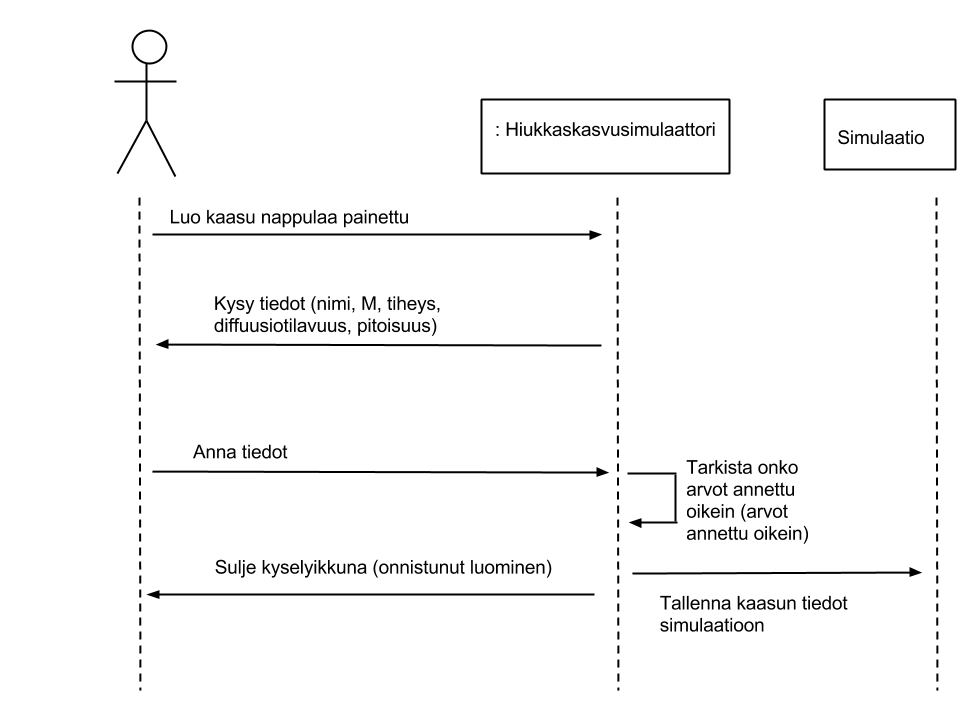 : Hiukkaskasvusimulaattori
Simulaatio
Luo kaasu nappulaa painettu
Kysy tiedot (nimi, M, tiheys,
diffuusiotilavuus, pitoisuus)
Anna tiedot
Tarkista onko
arvot annettu
oikein (arvot
annettu oikein)
Sulje kyselyikkuna (onnistunut luominen)
Tallenna kaasun tiedot
simulaatioon